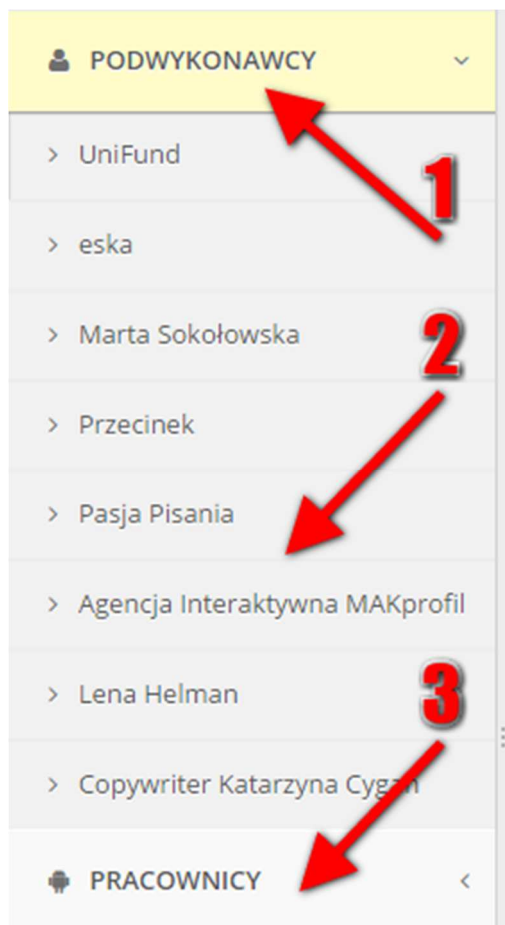 PODWYKONAWCY
1
UniFund
eska
2
Marta Sokołowska
Przecinek
Pasja Pisania
Agencja Interaktywna MAKprofil
3
Lena Helman
Copywriter Katarzyna Cygan
PRACOWNICY